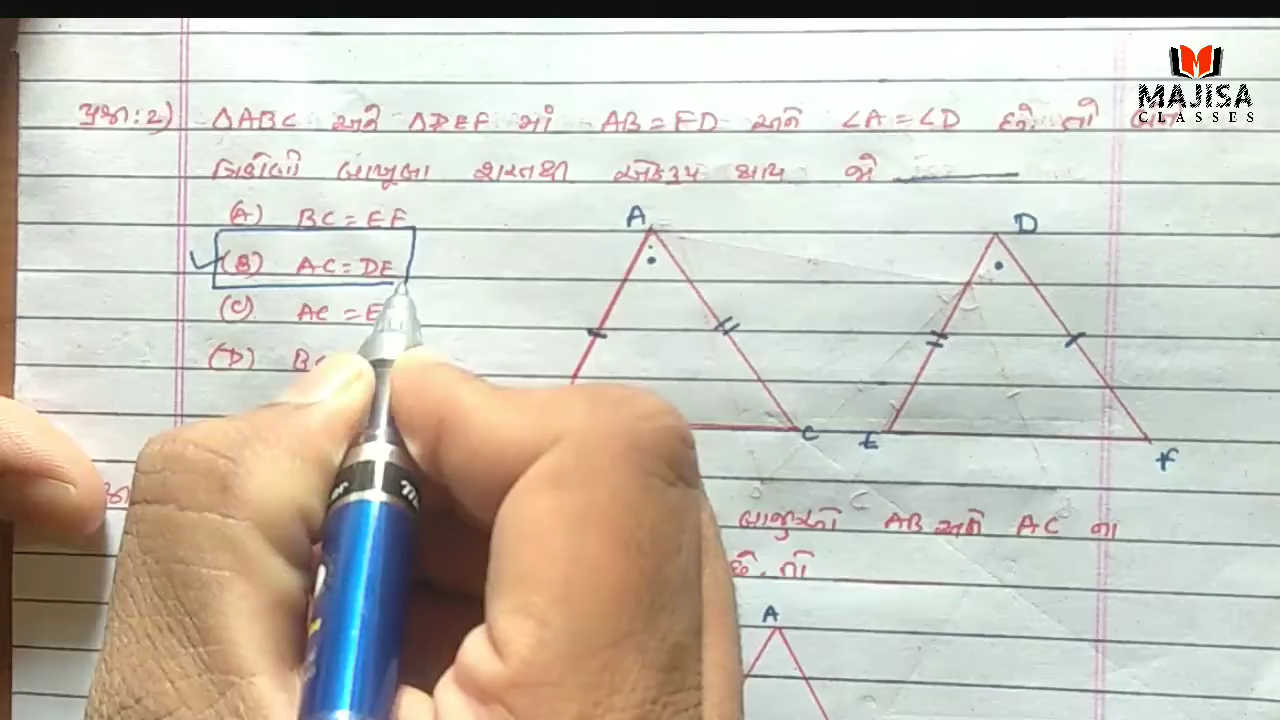 MAJISA
CLASSES
પ્રશ્ન:2) ΔABC અને ΔDEF માં AB=FD અને ∠A=∠D છે. તો બંને
ત્રિકોણો બાખૂબા શરતથી એકરૂપ થાય જો
(A) BC = EF
(B) AC = DE
(C). AC = E
(D)
A
D
C
E
F
બાજુઓ AB અને AC ના
છે. તો
A